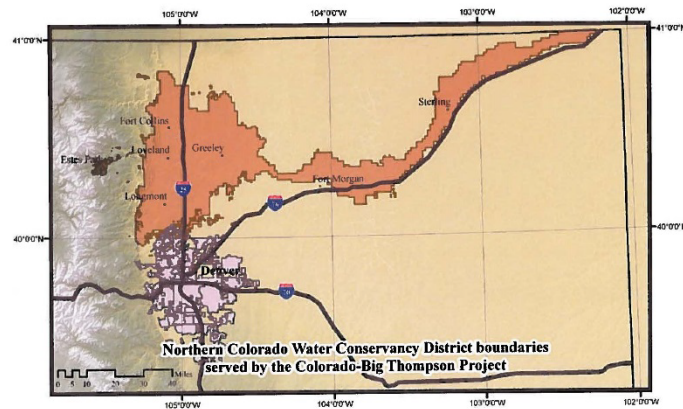 105°0'0"W
104°0'0"W
103°0'0"W
102°0'0"W
41°0'0"N
41°0'0"N
Sterling
Fort Collins
Loveland
Greeley
Estes Park
Fort Morgan
25
Longmont
76
40°0'0"N
40°0'0"N
Denver
70
Northern Colorado Water Conservancy District boundaries
served by the Colorado-Big Thompson Project
0 5 10 20 30 40
Miles
105°0'0"W
104°0'0"W
103°0'0"W
102°0'0"W